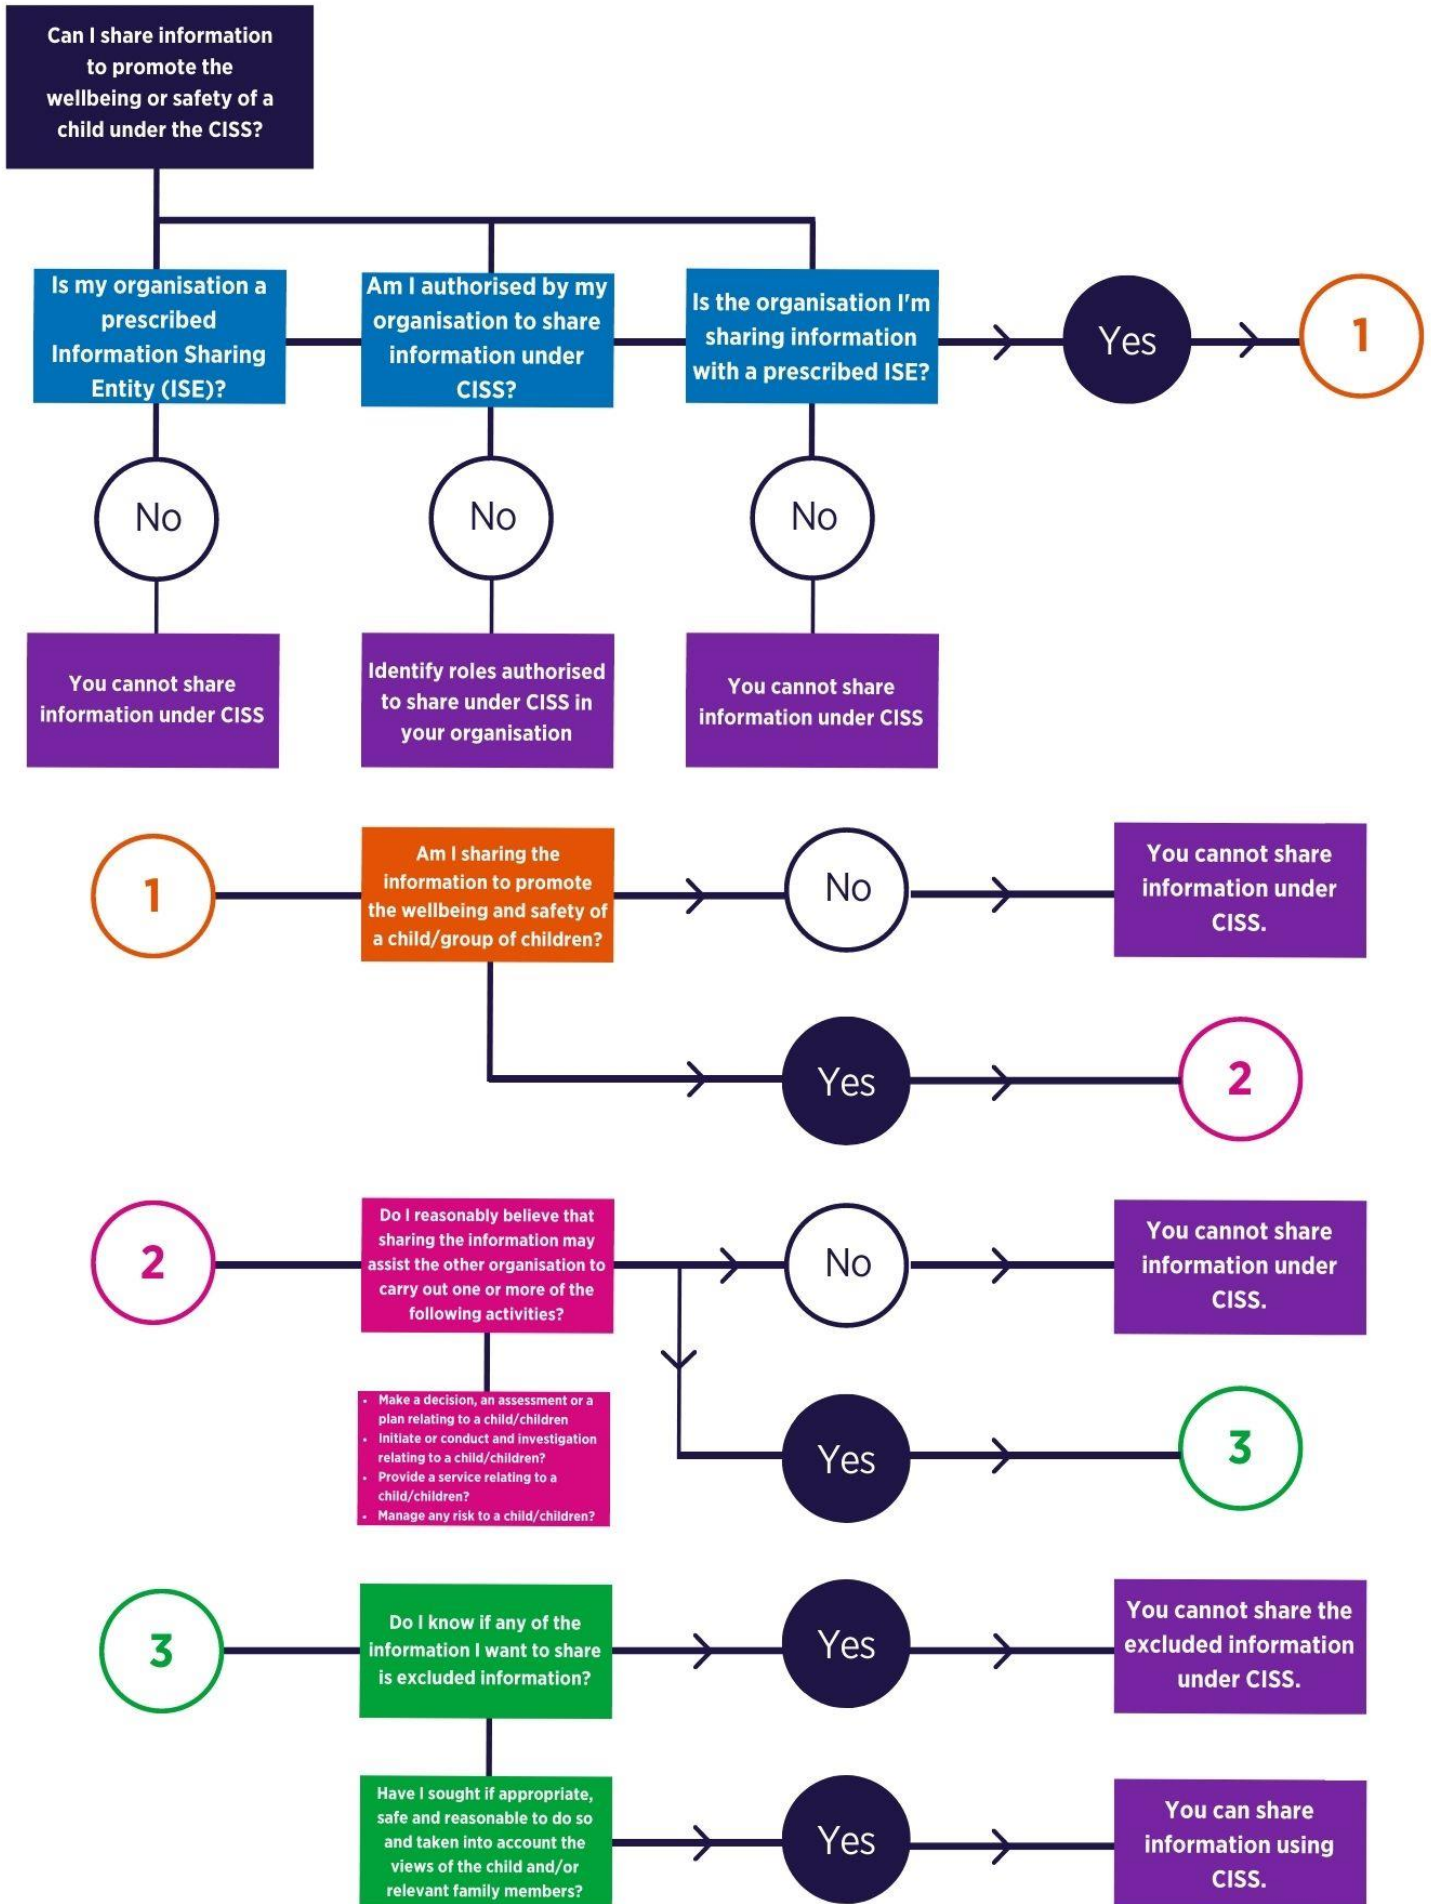 Can I share information
to promote the
wellbeing or safety of a
child under the CISS?
Is my organisation a
prescribed
Information Sharing
Entity (ISE)?
Am I authorised by my
organisation to share
information under
CISS?
Is the organisation I'm
sharing information
with a prescribed ISE?
Yes
1
No
No
No
You cannot share
information under CISS
Identify roles authorised
to share under CISS in
your organisation
You cannot share
information under CISS
1
Am I sharing the
information to promote
the wellbeing and safety of
a child/group of children?
No
You cannot share
information under
CISS.
Yes
2
2
Do I reasonably believe that
sharing the information may
assist the other organisation to
carry out one or more of the
following activities?
No
You cannot share
information under
CISS.
• Make a decision, an assessment or a
plan relating to a child/children
• Initiate or conduct and investigation
relating to a child/children?
• Provide a service relating to a
child/children?
• Manage any risk to a child/children?
Yes
3
3
Do I know if any of the
information I want to share
is excluded information?
Yes
You cannot share the
excluded information
under CISS.
Have I sought if appropriate,
safe and reasonable to do so
and taken into account the
views of the child and/or
relevant family members?
Yes
You can share
information using
CISS.